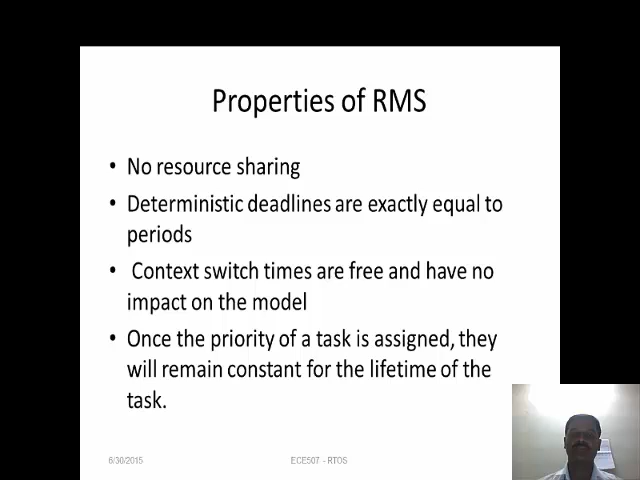 Properties of RMS
• No resource sharing
• Deterministic deadlines are exactly equal to
periods
• Context switch times are free and have no
impact on the model
• Once the priority of a task is assigned, they
will remain constant for the lifetime of the
task.
6/30/2015 ECE507 - RTOS